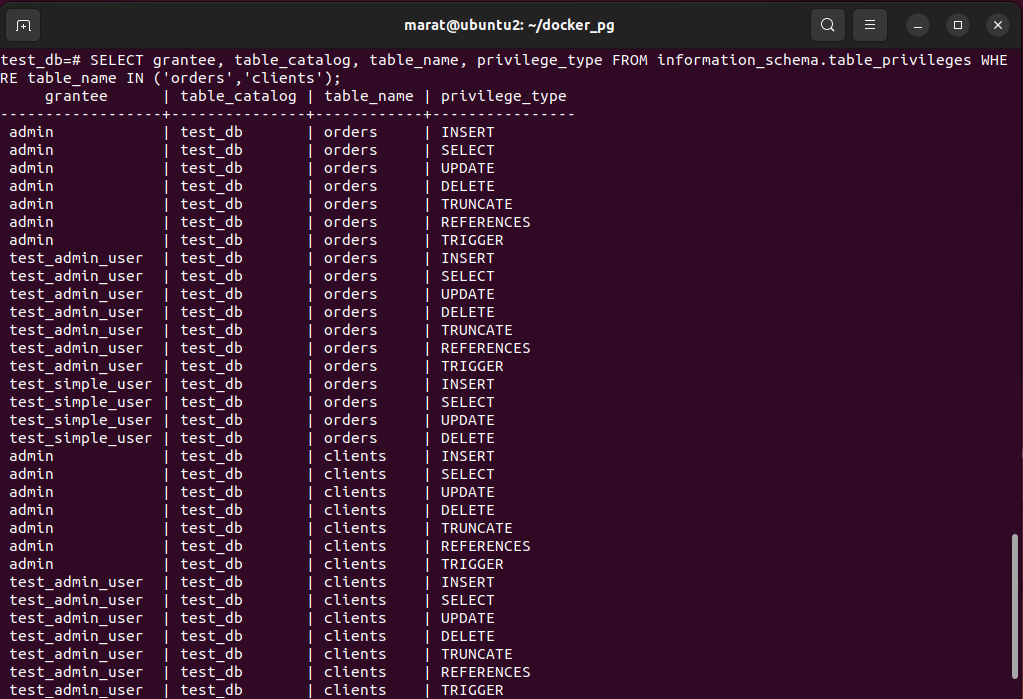 marat@ubuntu2: ~/docker_pg
test_db=# SELECT grantee, table_catalog, table_name, privilege_type FROM information_schema.table_privileges WHE
RE table_name IN ('orders','clients');
     grantee      | table_catalog | table_name | privilege_type
------------------+---------------+------------+----------------
 admin            | test_db       | orders     | INSERT
 admin            | test_db       | orders     | SELECT
 admin            | test_db       | orders     | UPDATE
 admin            | test_db       | orders     | DELETE
 admin            | test_db       | orders     | TRUNCATE
 admin            | test_db       | orders     | REFERENCES
 admin            | test_db       | orders     | TRIGGER
 test_admin_user  | test_db       | orders     | INSERT
 test_admin_user  | test_db       | orders     | SELECT
 test_admin_user  | test_db       | orders     | UPDATE
 test_admin_user  | test_db       | orders     | DELETE
 test_admin_user  | test_db       | orders     | TRUNCATE
 test_admin_user  | test_db       | orders     | REFERENCES
 test_admin_user  | test_db       | orders     | TRIGGER
 test_simple_user | test_db       | orders     | INSERT
 test_simple_user | test_db       | orders     | SELECT
 test_simple_user | test_db       | orders     | UPDATE
 test_simple_user | test_db       | orders     | DELETE
 admin            | test_db       | clients    | INSERT
 admin            | test_db       | clients    | SELECT
 admin            | test_db       | clients    | UPDATE
 admin            | test_db       | clients    | DELETE
 admin            | test_db       | clients    | TRUNCATE
 admin            | test_db       | clients    | REFERENCES
 admin            | test_db       | clients    | TRIGGER
 test_admin_user  | test_db       | clients    | INSERT
 test_admin_user  | test_db       | clients    | SELECT
 test_admin_user  | test_db       | clients    | UPDATE
 test_admin_user  | test_db       | clients    | DELETE
 test_admin_user  | test_db       | clients    | TRUNCATE
 test_admin_user  | test_db       | clients    | REFERENCES
 test_admin_user  | test_db       | clients    | TRIGGER